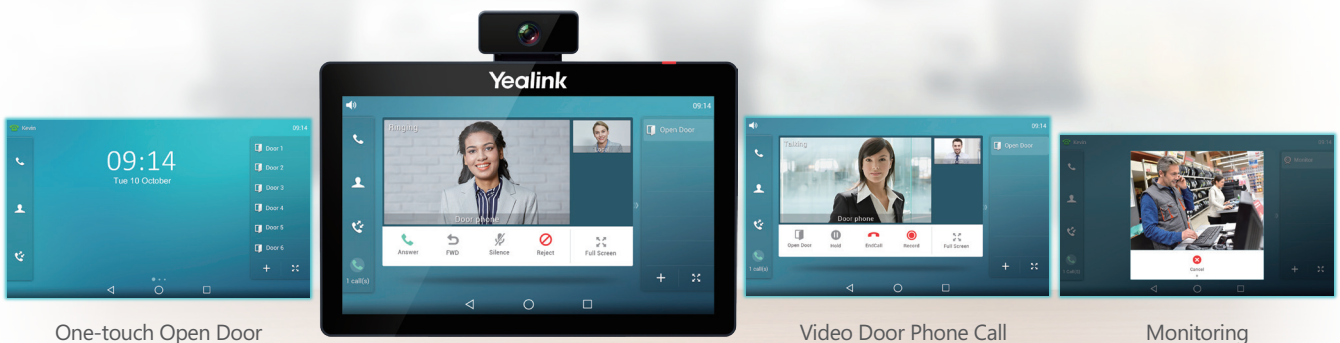 Kevin
09:14
09:14
Tue 10 October
Door 1
Door 2
Door 3
Door 4
Door 5
Door 6
One-touch Open Door
Yealink
09:14
Ringing
Door phone
Open Door
Answer
FWD
Silence
Reject
Full Screen
1 call(s)
09:14
Talking
Door phone
Open Door
Open Door
Hold
EndCall
Record
Full Screen
1 call(s)
Video Door Phone Call
Kevin
09:14
Monitor
Cancel
1 Call(s)
Monitoring